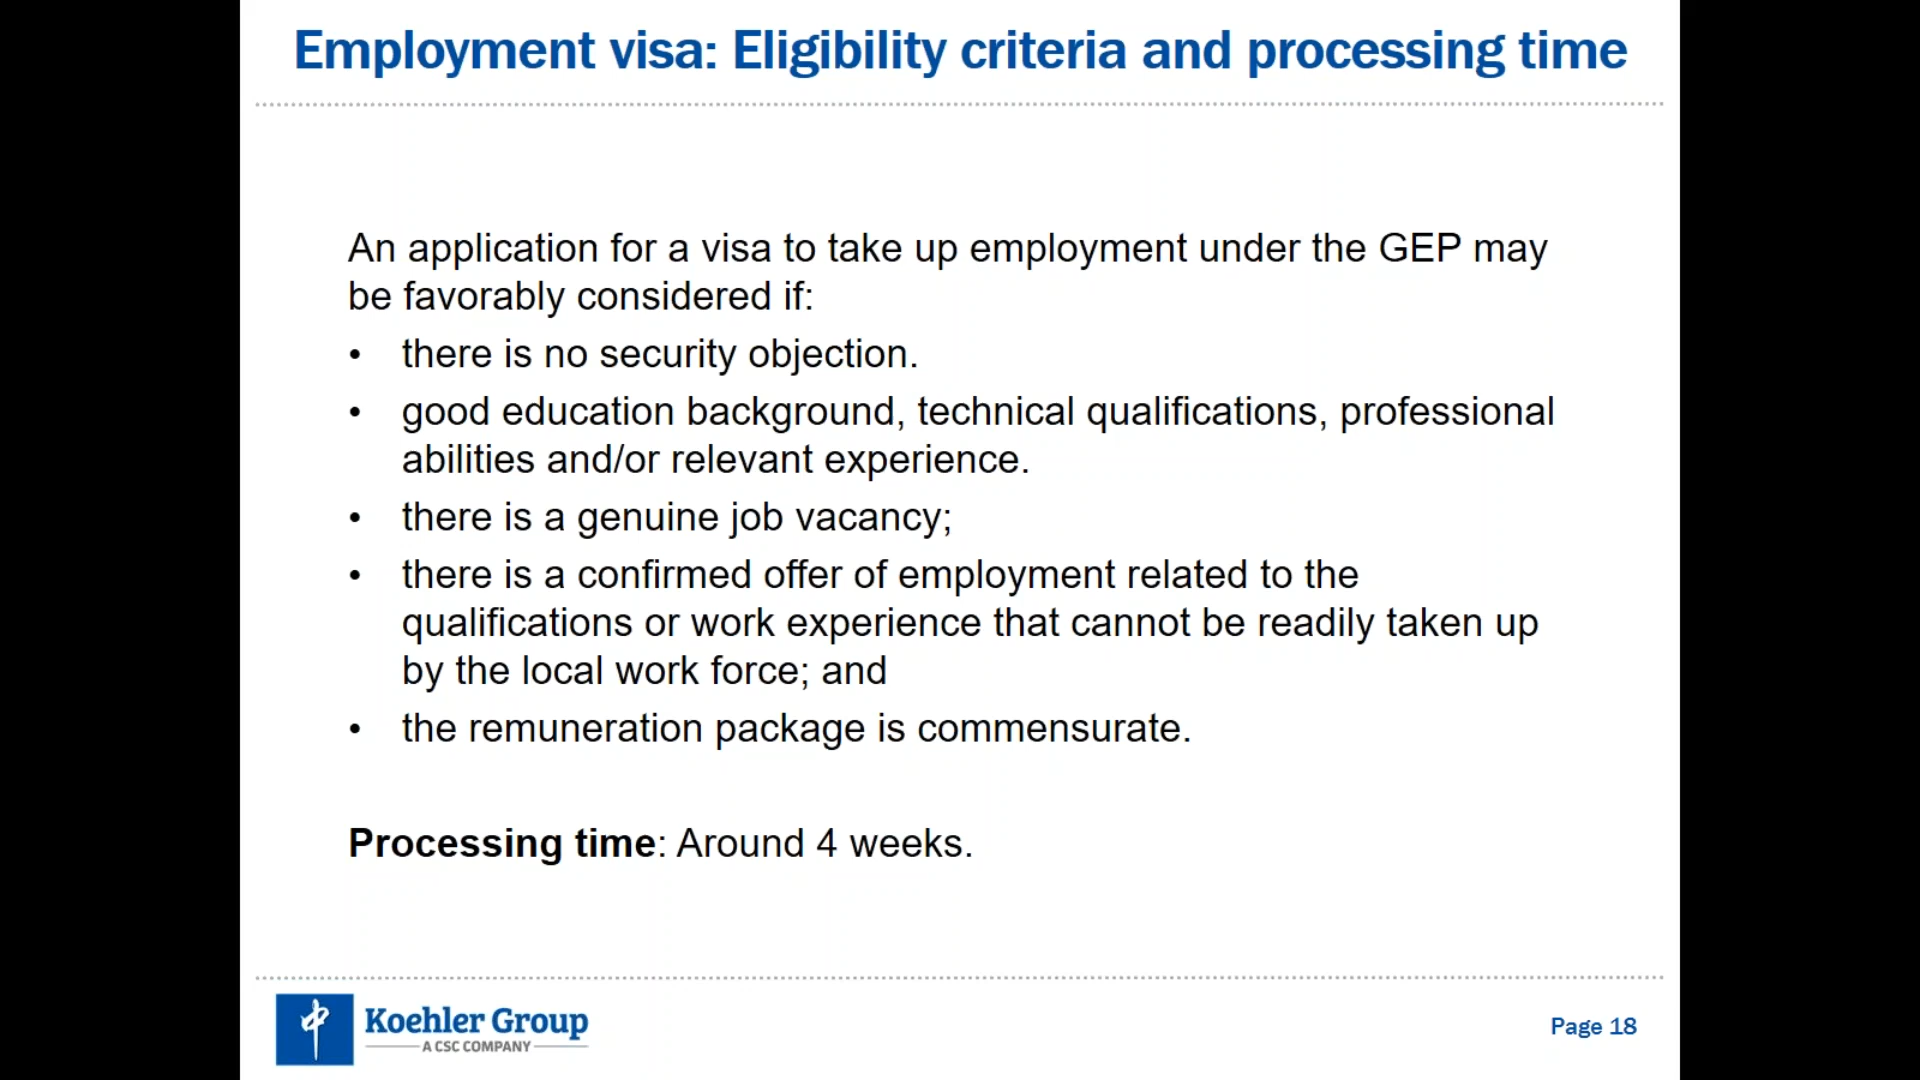 Employment visa: Eligibility criteria and processing time
An application for a visa to take up employment under the GEP may
be favorably considered if:
• there is no security objection.
• good education background, technical qualifications, professional
abilities and/or relevant experience.
• there is a genuine job vacancy;
• there is a confirmed offer of employment related to the
qualifications or work experience that cannot be readily taken up
by the local work force; and
• the remuneration package is commensurate.
Processing time: Around 4 weeks.
Koehler Group
A CSC COMPANY
Page 18